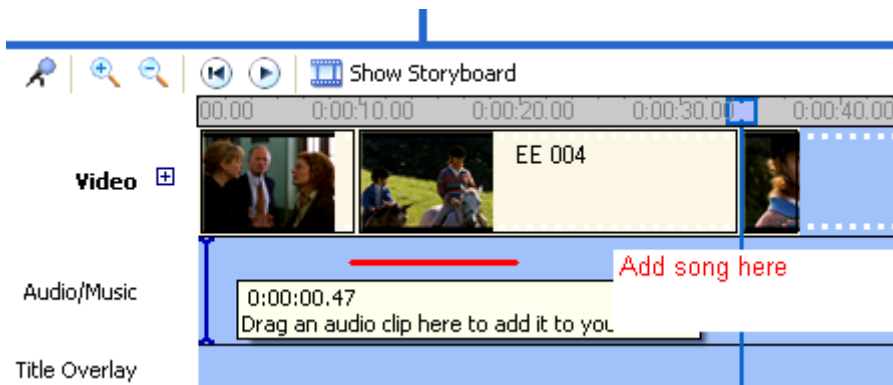 Show Storyboard
00.00 0:00:10.00 0:00:20.00 0:00:30.00 0:00:40.00
EE 004
Video
Add song here
Audio/Music
0:00:00.47
Drag an audio clip here to add it to
Title Overlay